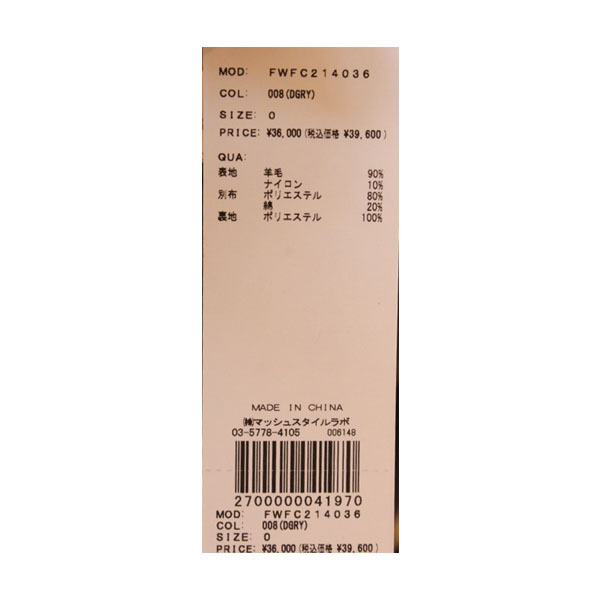 MOD: FWFC214036
COL: 008(DGRY)
SIZE: 0
PRICE: ¥36,000(税込価格 ¥39,600)
QUA:
表地 羊毛 90%
ナイロン 10%
別布 ポリエステル 80%
綿 20%
裏地 ポリエステル 100%
MADE IN CHINA
㈱マッシュスタイルラボ
03-5778-4105 006148
2700000041970
MOD: FWFC214036
COL: 008(DGRY)
SIZE: 0
PRICE: ¥36,000(税込価格 ¥39,600)